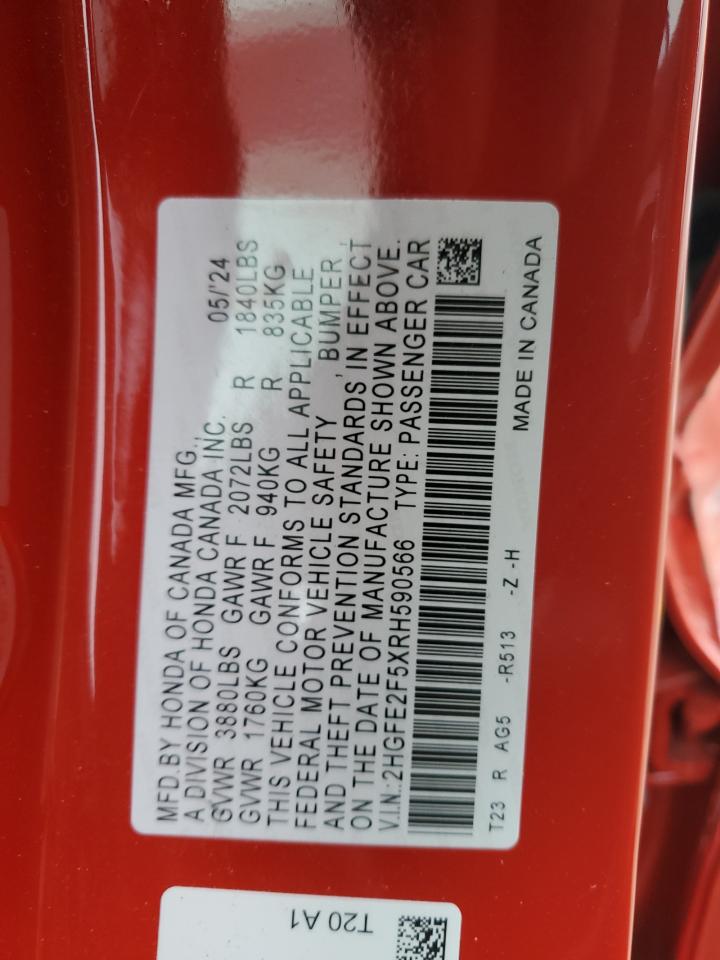 MFD.BY HONDA OF CANADA MFG.,
A DIVISION OF HONDA CANADA INC. 05/'24
GVWR 3880LBS GAWR F 2072LBS R 1840LBS
GVWR 1760KG GAWR F 940KG R 835KG
THIS VEHICLE CONFORMS TO ALL APPLICABLE
FEDERAL MOTOR VEHICLE SAFETY , BUMPER ,
AND THEFT PREVENTION STANDARDS IN EFFECT
ON THE DATE OF MANUFACTURE SHOWN ABOVE.
V.I.N.:2HGFE2F5XRH590566 TYPE: PASSENGER CAR
T23 R AG5 -R513 -Z -H MADE IN CANADA
T20 A1